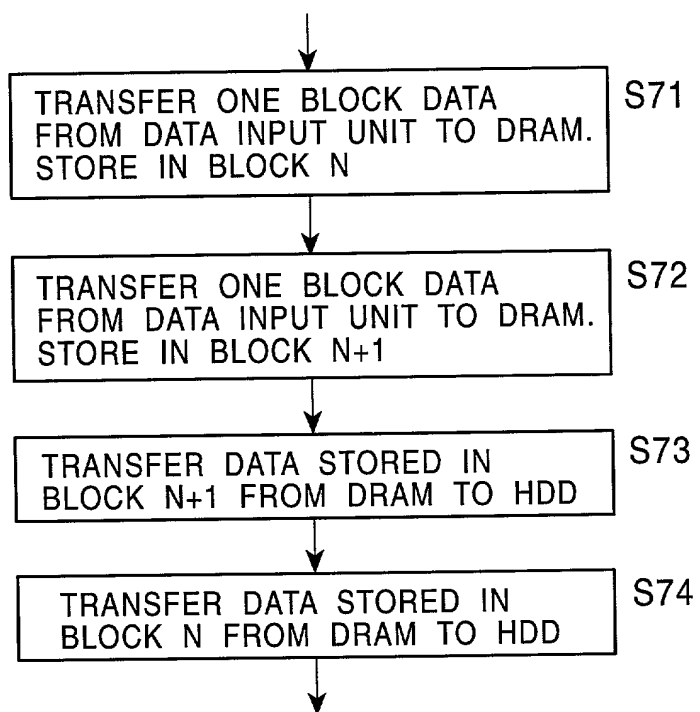 TRANSFER ONE BLOCK DATA
FROM DATA INPUT UNIT TO DRAM.
STORE IN BLOCK N
S71
TRANSFER ONE BLOCK DATA
FROM DATA INPUT UNIT TO DRAM.
STORE IN BLOCK N+1
S72
TRANSFER DATA STORED IN
BLOCK N+1 FROM DRAM TO HDD
S73
TRANSFER DATA STORED IN
BLOCK N FROM DRAM TO HDD
S74